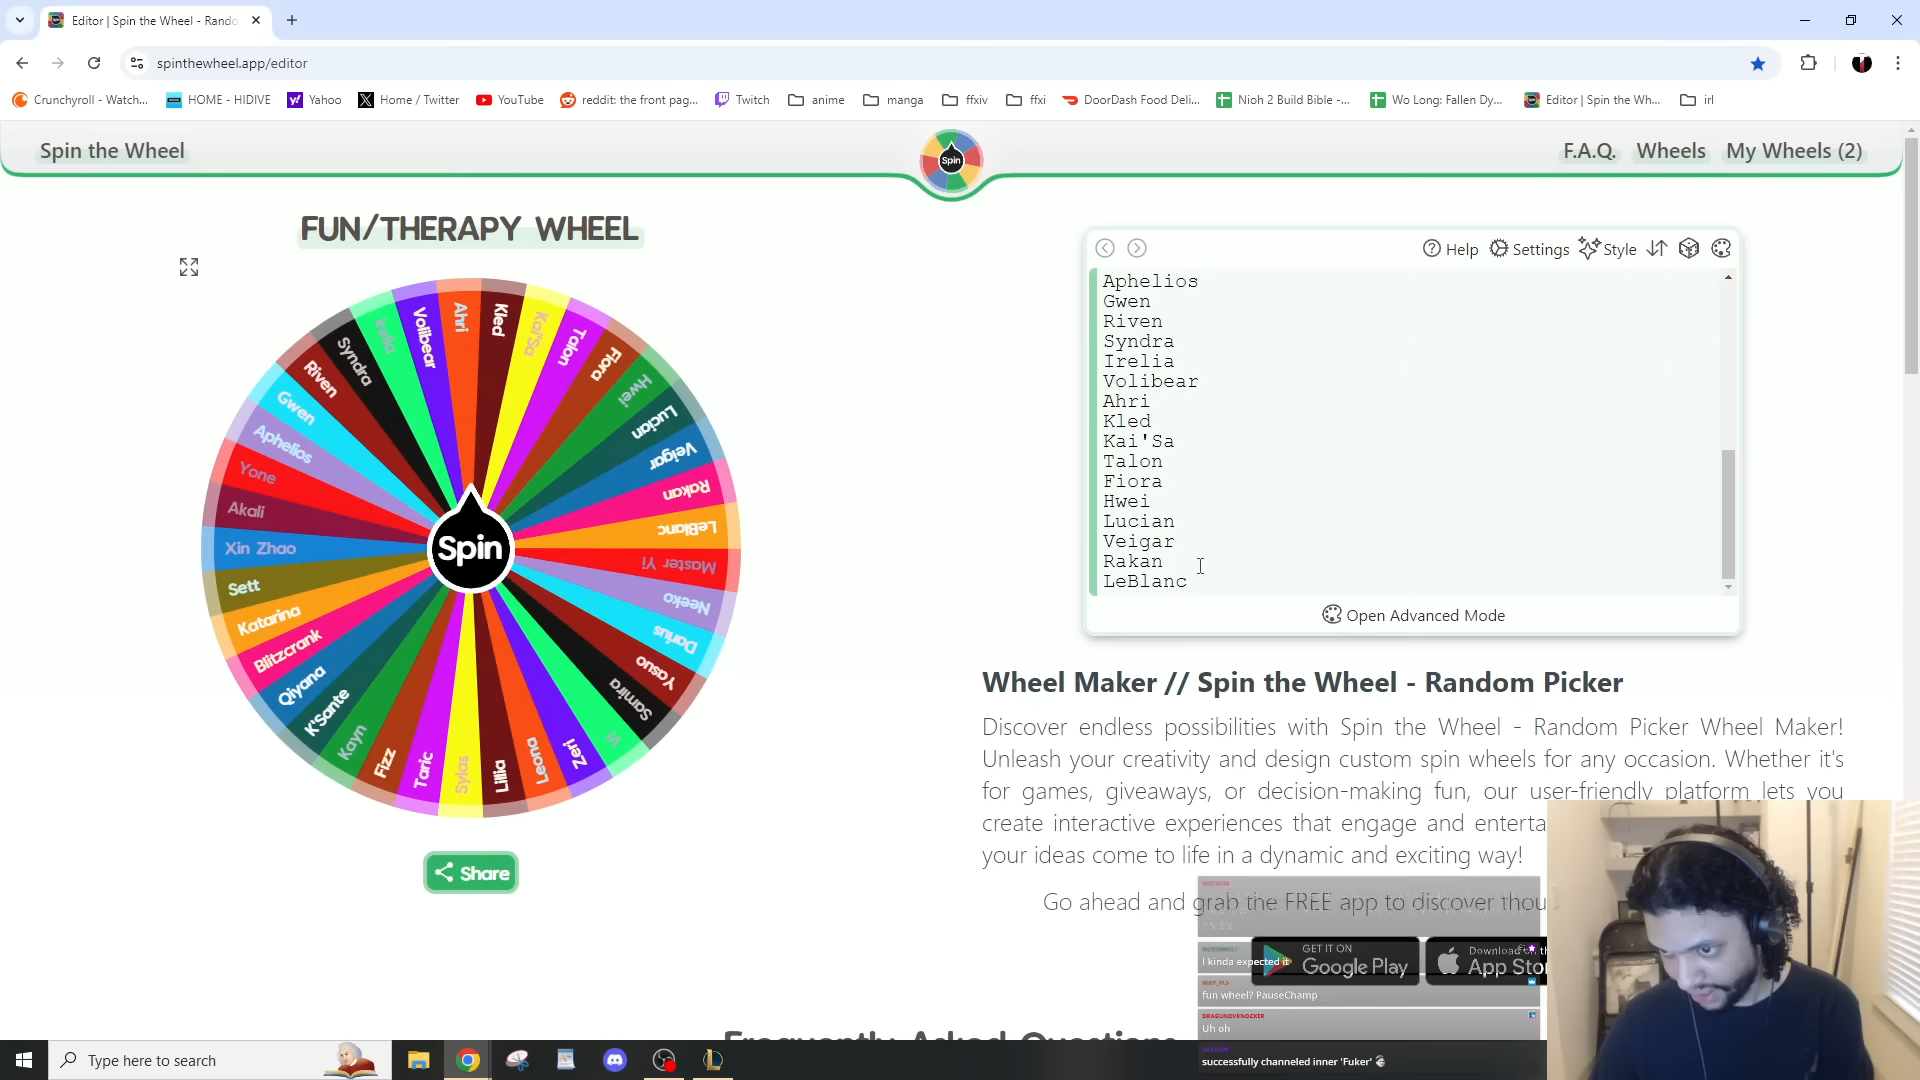 Editor | Spin the Wheel - Rando
spinthewheel.app/editor
Crunchyroll - Watch...
HOME - HIDIVE
Yahoo
Home / Twitter
YouTube
reddit: the front pag...
Twitch
anime
manga
ffxiv
ffxi
DoorDash Food Deli...
Nioh 2 Build Bible -...
Wo Long: Fallen Dy...
Editor | Spin the Wh...
irl
Spin the Wheel
Spin
F.A.Q.
Wheels
My Wheels (2)
FUN/THERAPY WHEEL
Ahri
Kled
Kai'Sa
Talon
Fiora
Hwei
Lucian
Veigar
Rakan
LeBlanc
Master Yi
Neeko
Darius
Yasuo
Samira
Vi
Zeri
Leona
Lillia
Sylas
Taric
Fizz
Kayn
K'Sante
Qiyana
Blitzcrank
Katarina
Sett
Xin Zhao
Akali
Yone
Aphelios
Gwen
Riven
Syndra
Irelia
Volibear
Spin
Share
Help
Settings
Style
Aphelios
Gwen
Riven
Syndra
Irelia
Volibear
Ahri
Kled
Kai'Sa
Talon
Fiora
Hwei
Lucian
Veigar
Rakan
LeBlanc
Open Advanced Mode
Wheel Maker // Spin the Wheel - Random Picker
Discover endless possibilities with Spin the Wheel - Random Picker Wheel Maker!
Unleash your creativity and design custom spin wheels for any occasion. Whether it's
for games, giveaways, or decision-making fun, our user-friendly platform lets you
create interactive experiences that engage and enterta
your ideas come to life in a dynamic and exciting way!
Go ahead and grab the FREE app to discover thou
GET IT ON
Google Play
Download on th
App Sto
I kinda expected it
fun wheel? PauseChamp
DRAGUNOVKNOCKER
Uh oh
successfully channeled inner 'Fuker'
Frequently Asked Questions
Type here to search